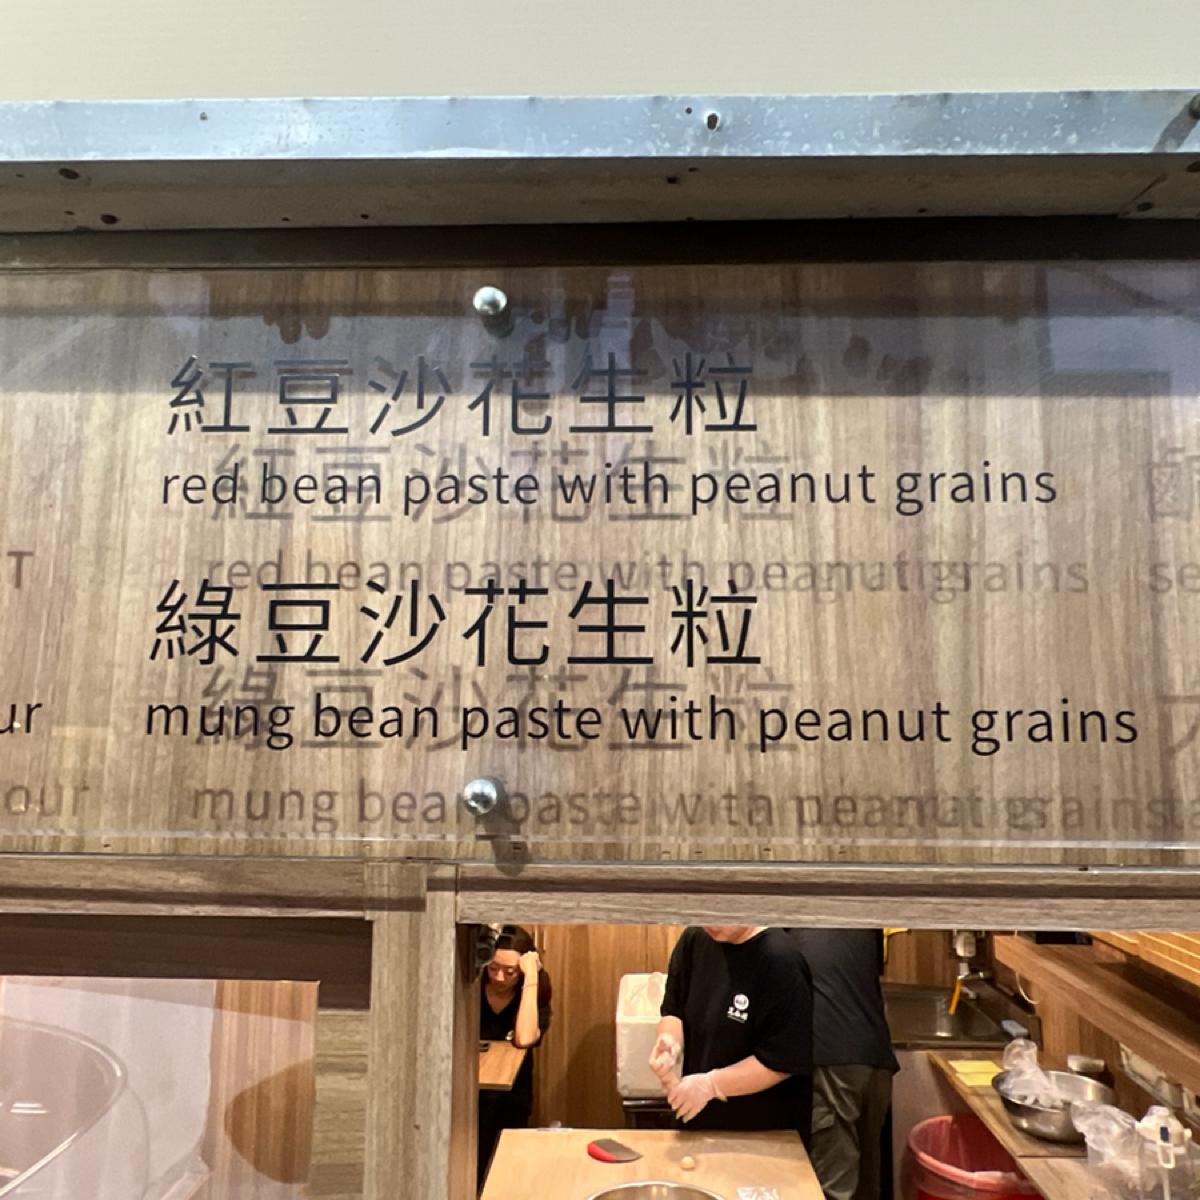 紅豆沙花生粒
red bean paste with peanut grains
綠豆沙花生粒
mung bean paste with peanut grains